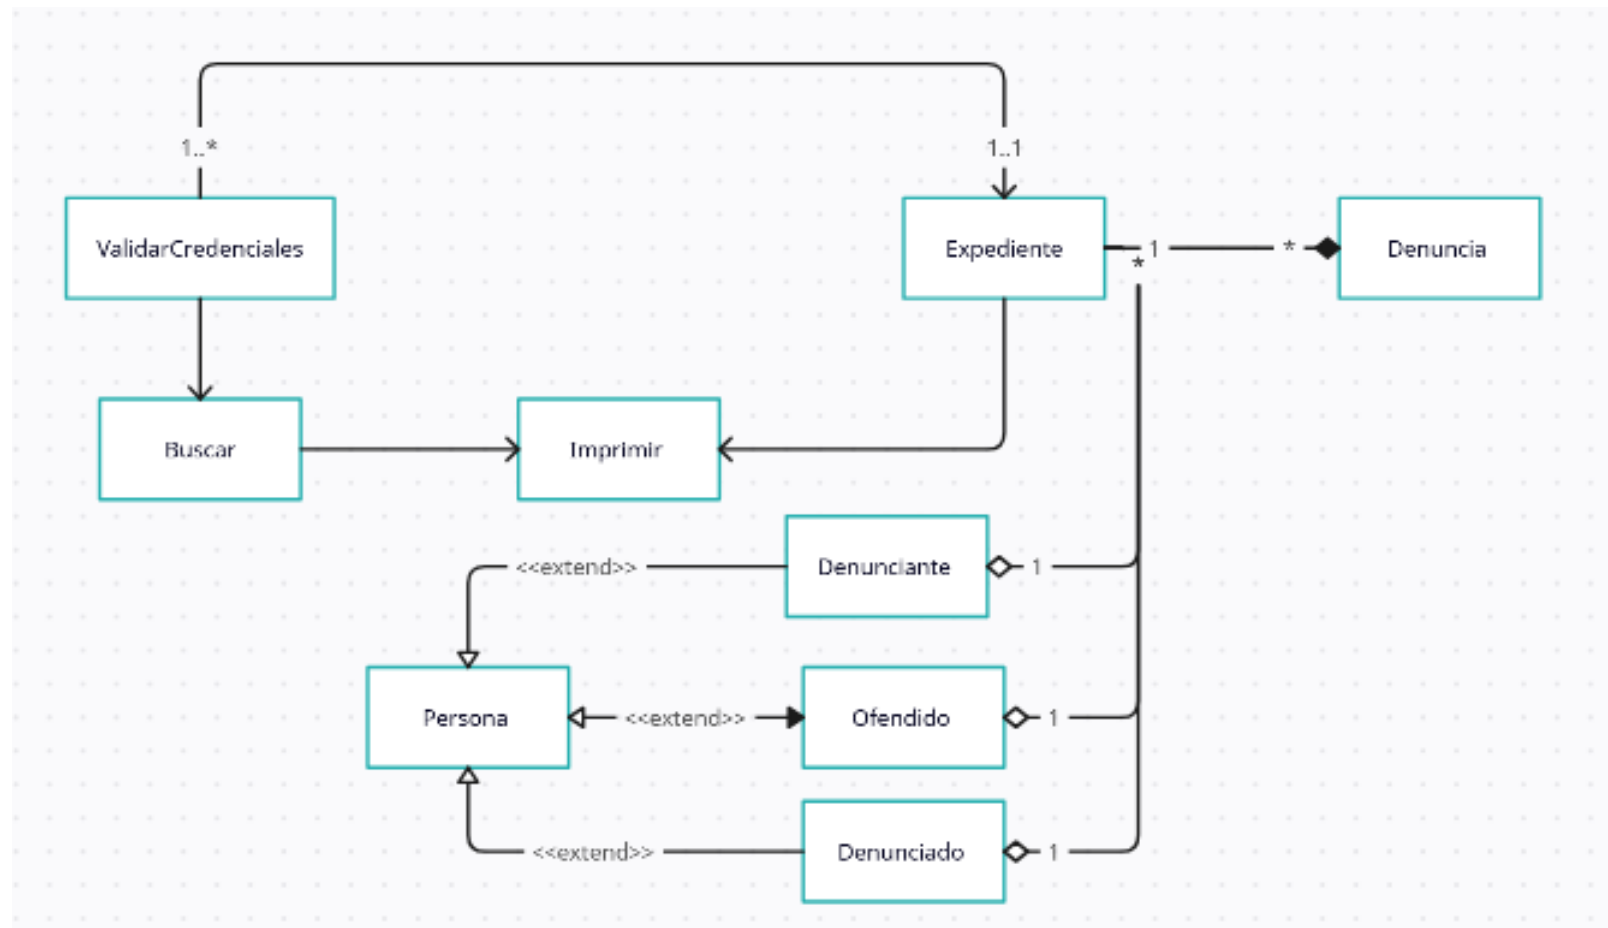 1..*
1..1
ValidarCredenciales
Expediente
1
*
Denuncia
*
Buscar
Imprimir
<<extend>>
Denunciante
1
Persona
<<extend>>
Ofendido
1
<<extend>>
Denunciado
1